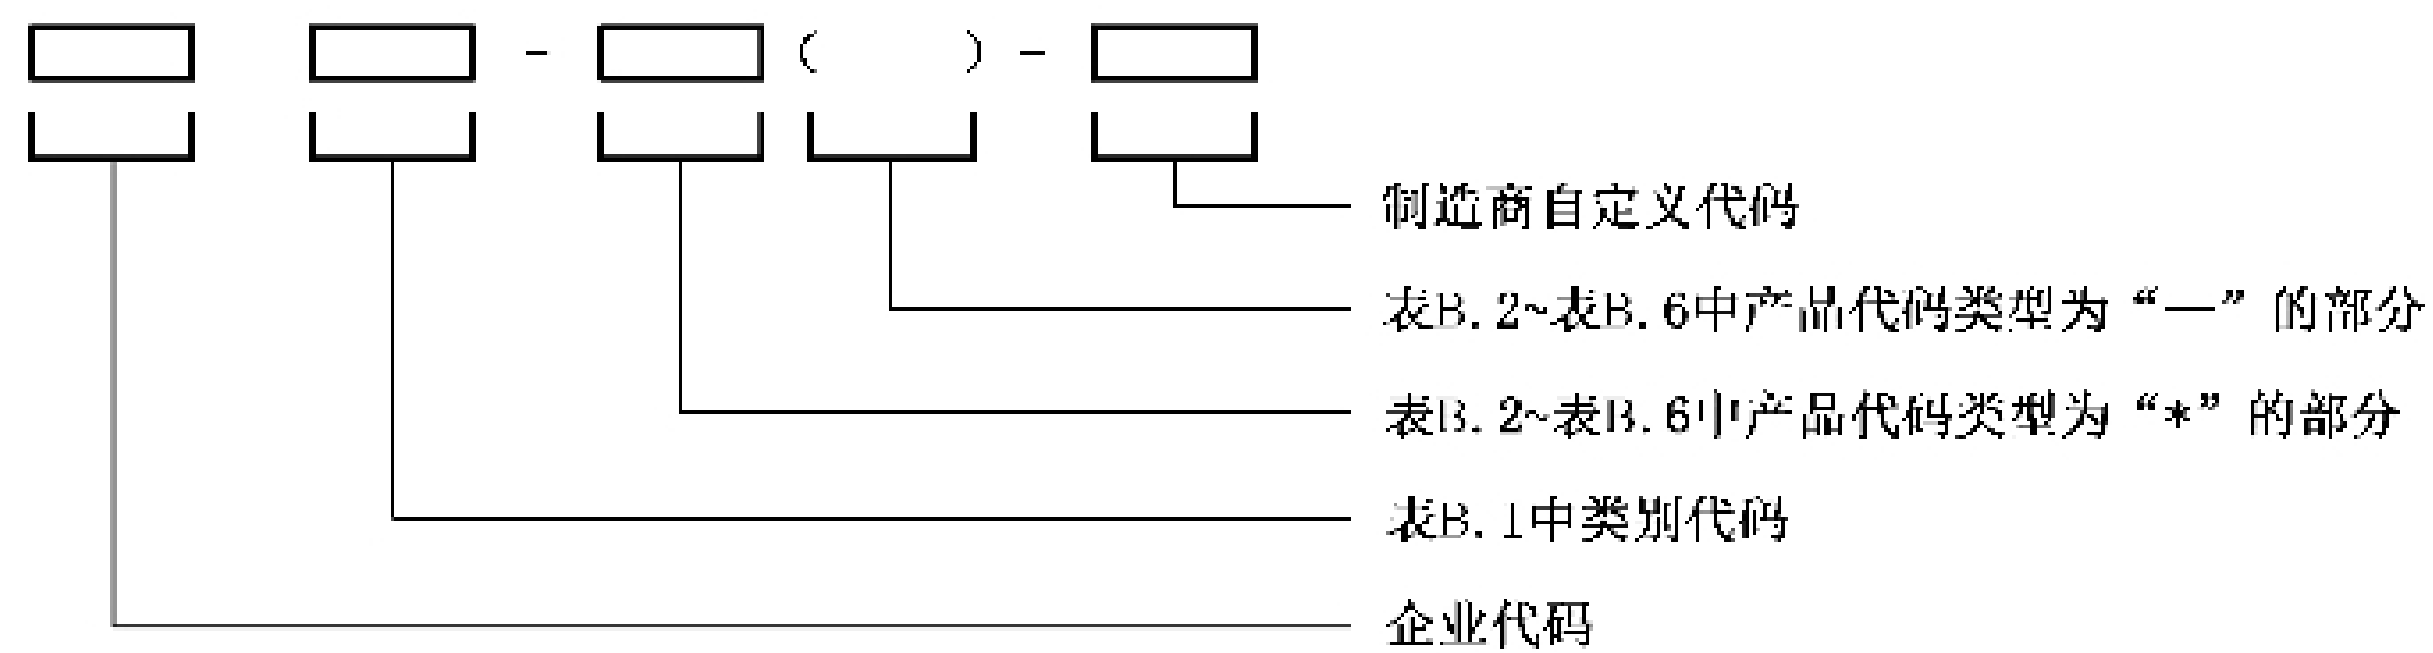 - ( ) -
制造商自定义代码
表B.2~表B.6中产品代码类型为“—”的部分
表B.2~表B.6中产品代码类型为“*”的部分
表B.1中类别代码
企业代码